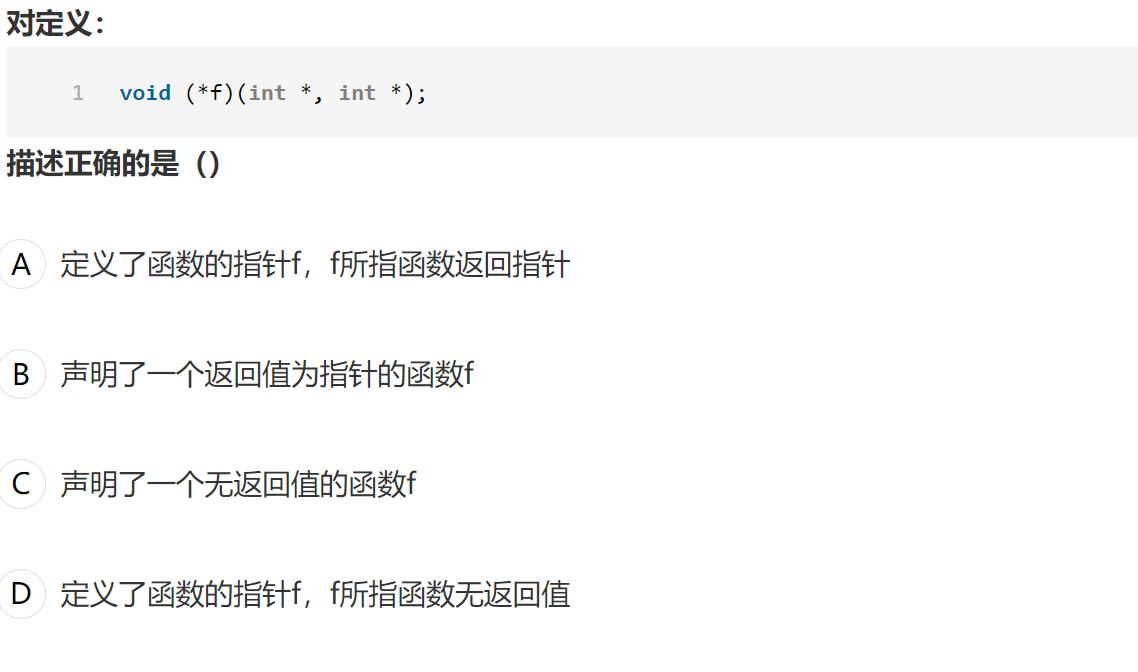 对定义：
1 void (*f)(int *, int *);
描述正确的是（）
A 定义了函数的指针f，f所指函数返回指针
B 声明了一个返回值为指针的函数f
C 声明了一个无返回值的函数f
D 定义了函数的指针f，f所指函数无返回值